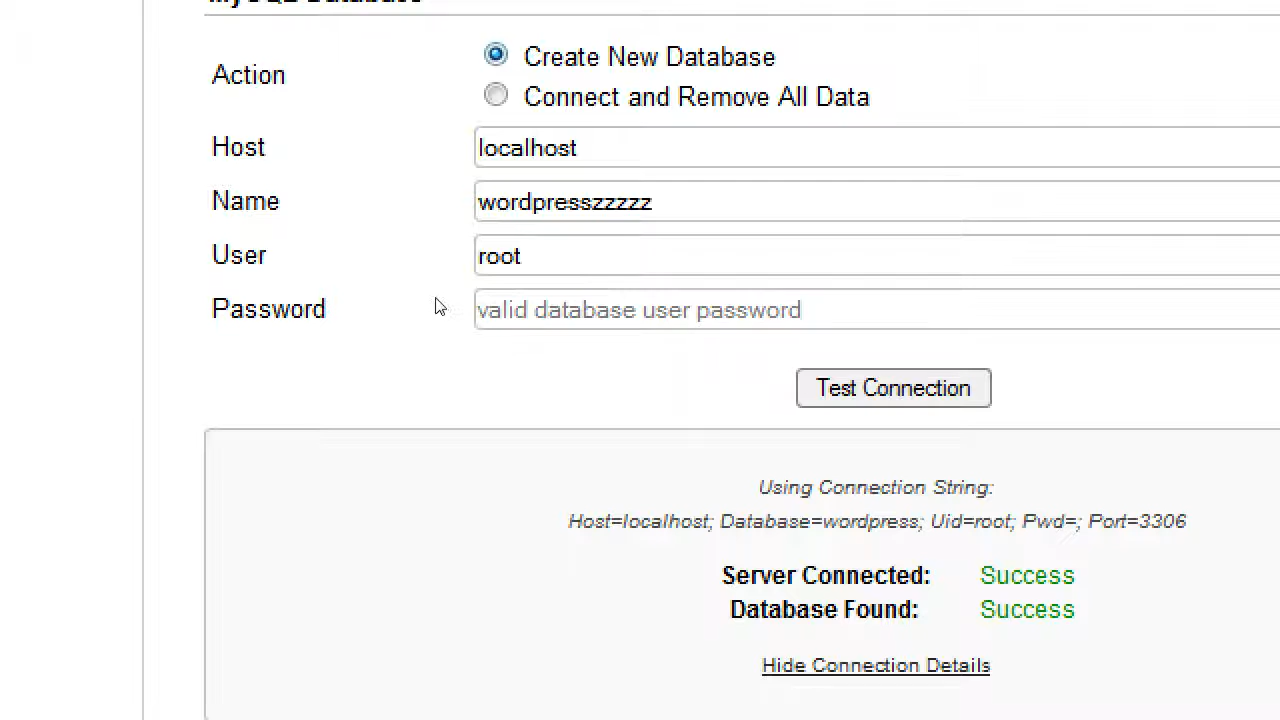 MySQL Database
Action
Create New Database
Connect and Remove All Data
Host
localhost
Name
wordpresszzzzz
User
root
Password
valid database user password
Test Connection
Using Connection String:
Host=localhost; Database=wordpress; Uid=root; Pwd=; Port=3306
Server Connected: Success
Database Found: Success
Hide Connection Details